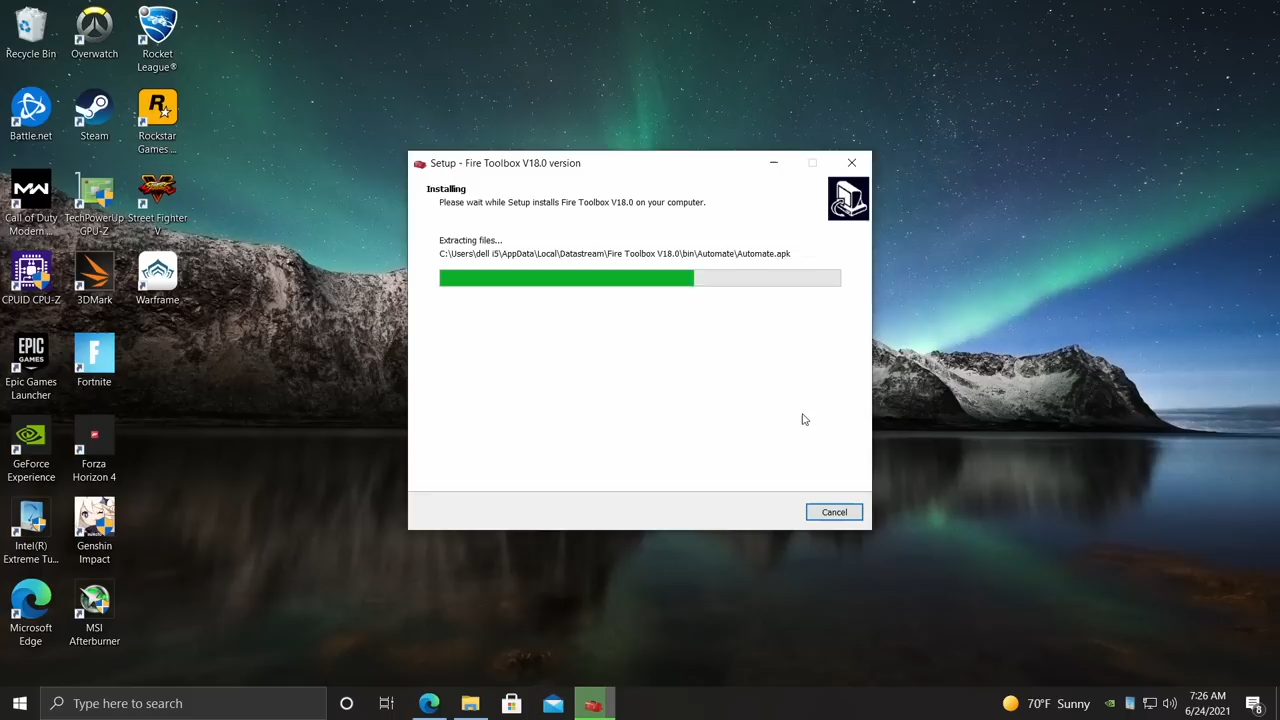 Recycle Bin
Overwatch
Rocket
League®
Battle.net
Steam
R
Rockstar
Games ...
Call of Duty
Modern ...
TechPowerUp
GPU-Z
Street Fighter
V
CPUID CPU-Z
3DMark
Warframe
EPIC
GAMES
Epic Games
Launcher
Fortnite
GeForce
Experience
Forza
Horizon 4
Intel(R)
Extreme Tu...
Genshin
Impact
Microsoft
Edge
MSI
Afterburner
Setup - Fire Toolbox V18.0 version
Installing
Please wait while Setup installs Fire Toolbox V18.0 on your computer.
Extracting files...
C:\Users\dell i5\AppData\Local\Datastream\Fire Toolbox V18.0\bin\Automate\Automate.apk
Cancel
Type here to search
70°F Sunny
7:26 AM
6/24/2021
8